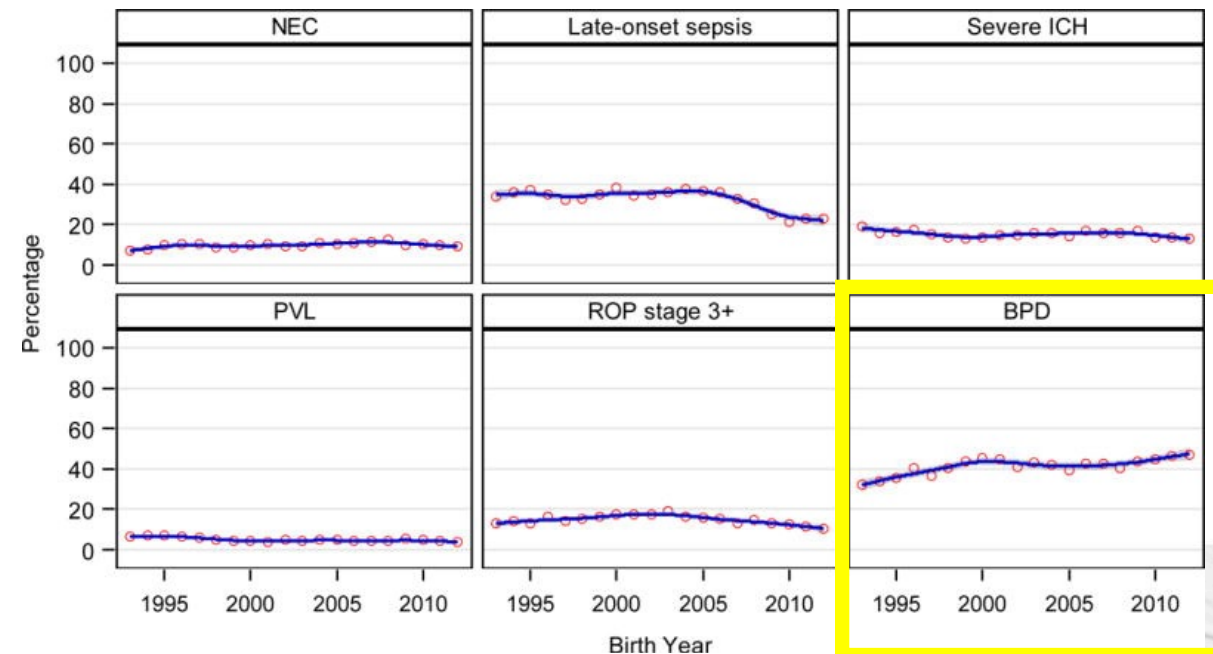 NEC
Late-onset sepsis
Severe ICH
100
80
60
40
20
0
Percentage
PVL
ROP stage 3+
BPD
100
80
60
40
20
0
1995 2000 2005 2010
1995 2000 2005 2010
1995 2000 2005 2010
Birth Year